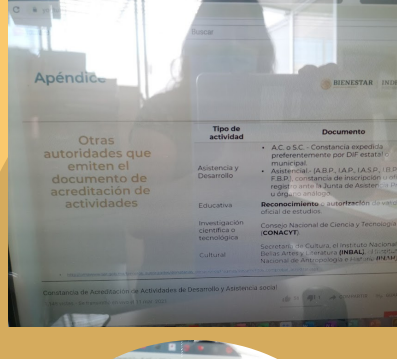 Buscar
Apéndice
BIENESTAR
Otras
autoridades que
emiten el
documento de
acreditación de
actividades
Tipo de
actividad
Documento
Asistencia y
Desarrollo
• A.C. o S.C. - Constancia expedida
preferentemente por DIF estatal
municipal.
• Asistencial - (A.B.P., I.A.P., I.A.S.P., I.B.P.
F.B.P.), constancia de inscripción
registro ante la Junta de Asistencia
u órgano análogo
Educativa
Reconocimiento autorización de
oficial de estudios.
Investigación
científica o
tecnológica
Consejo Nacional de Ciencia y Tecnología
(CONACYT).
Cultural
Secretaría de Cultura, el Instituto Nacional
Bellas Artes y Literatura (INBAL),
Nacional de Antropología e Historia (INAH)
Constancia de Acreditación de Actividades de Desarrollo y Asistencia social